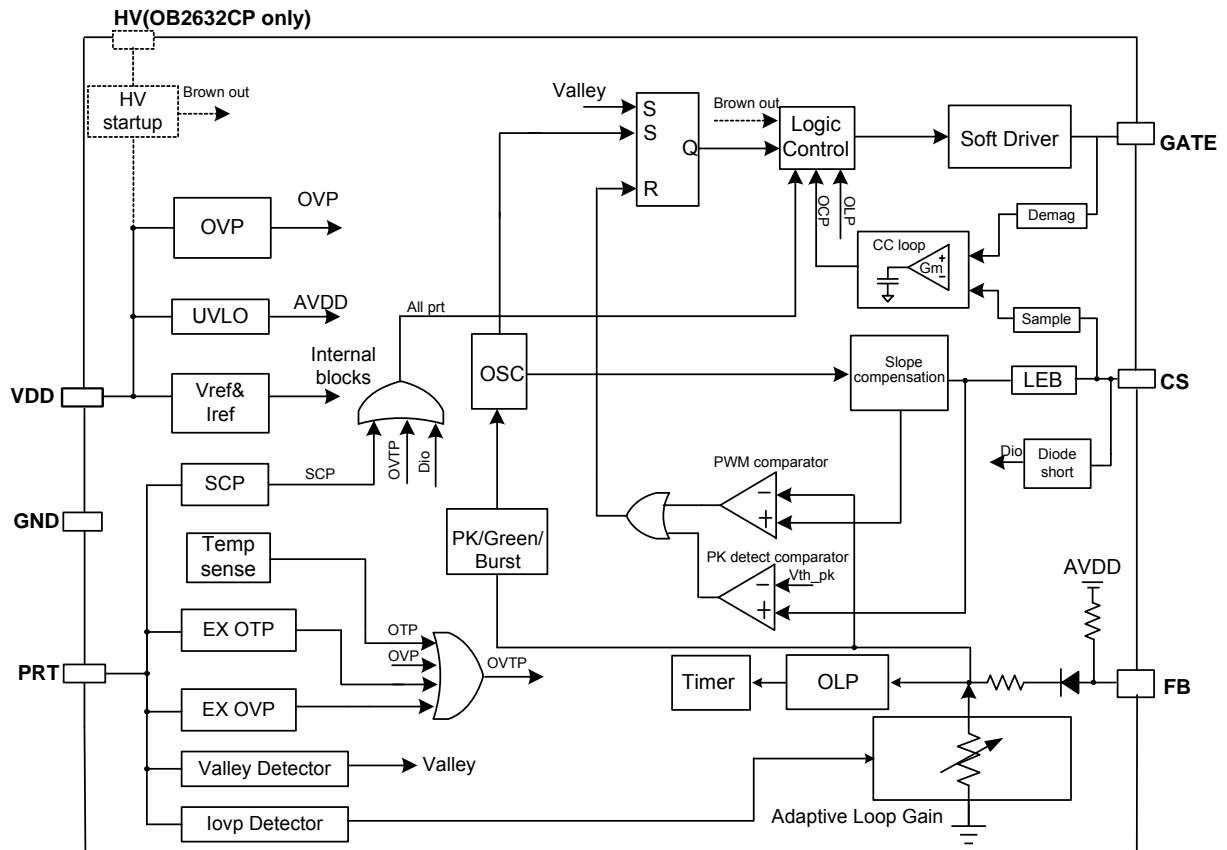 HV(OB2632CP only)
HV
startup
Brown out
Valley
S
S
Q
R
Brown out
Logic
Control
Soft Driver
GATE
OVP
OVP
OCP
OLP
Demag
CC loop
Gm
+
−
UVLO
AVDD
All prt
Sample
VDD
Vref&
Iref
Internal
blocks
OSC
Slope
compensation
LEB
CS
SCP
SCP
OVTP
Dio
Dio
Diode
short
PWM comparator
−
+
GND
PK/Green/
Burst
Temp
sense
PK detect comparator
−
Vth_pk
+
AVDD
EX OTP
OTP
OVP
OVTP
PRT
EX OVP
Timer
OLP
FB
Valley Detector
Valley
Iovp Detector
Adaptive Loop Gain